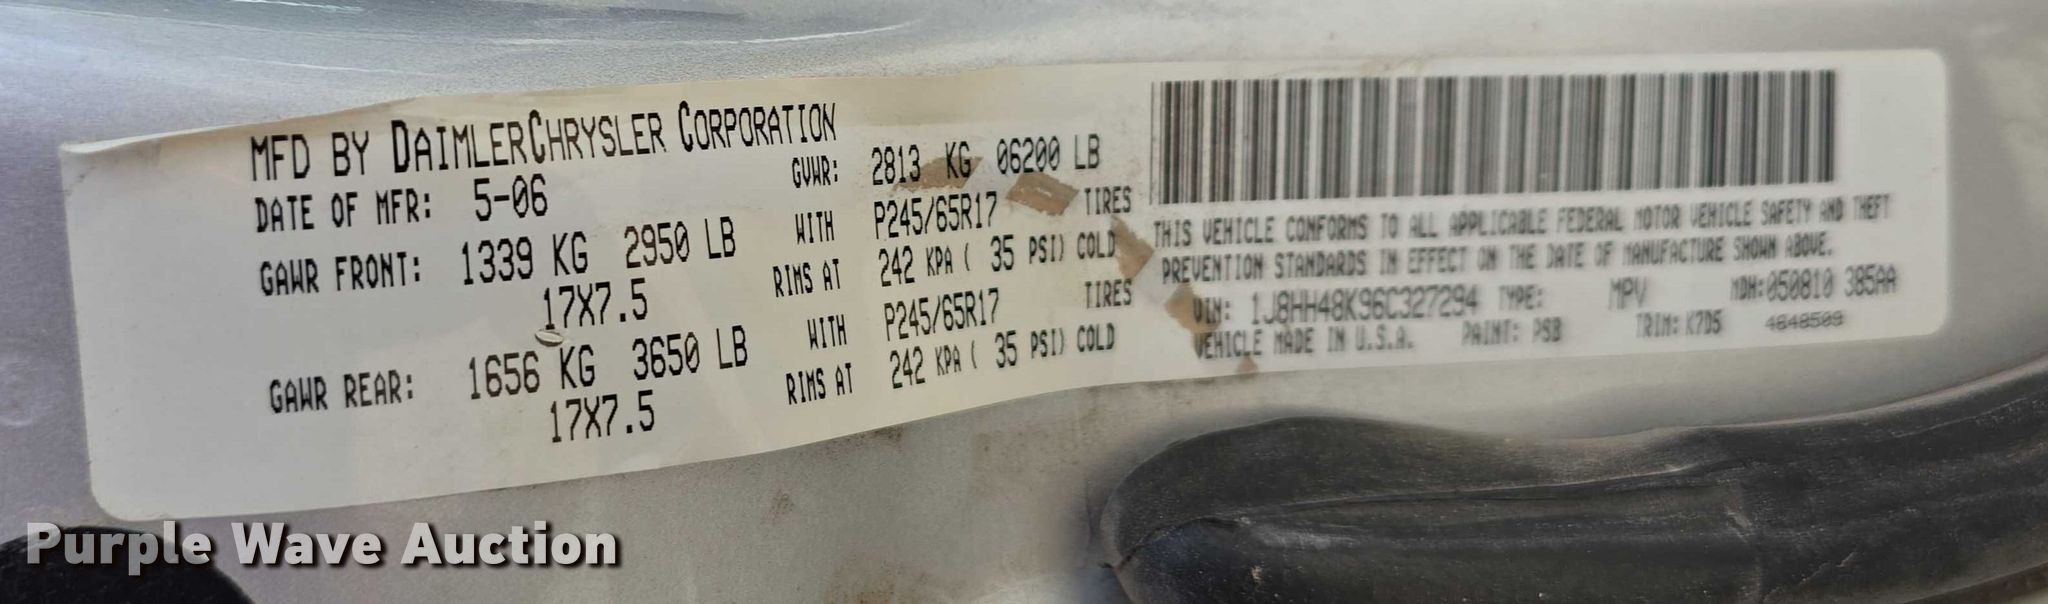 MFD BY DAIMLERCHRYSLER CORPORATION
DATE OF MFR: 5-06 GVWR: 2813 KG 06200 LB
GAWR FRONT: 1339 KG 2950 LB WITH P245/65R17 TIRES
17X7.5 RIMS AT 242 KPA ( 35 PSI) COLD
GAWR REAR: 1656 KG 3650 LB WITH P245/65R17 TIRES
17X7.5 RIMS AT 242 KPA ( 35 PSI) COLD
THIS VEHICLE CONFORMS TO ALL APPLICABLE FEDERAL MOTOR VEHICLE SAFETY AND THEFT
PREVENTION STANDARDS IN EFFECT ON THE DATE OF MANUFACTURE SHOWN ABOVE.
VIN: 1J8HH48K96C327294 TYPE: MPV MDH:050810 385AA
VEHICLE MADE IN U.S.A. PAINT: PSB TRIM: K7D5 4648509
Purple Wave Auction